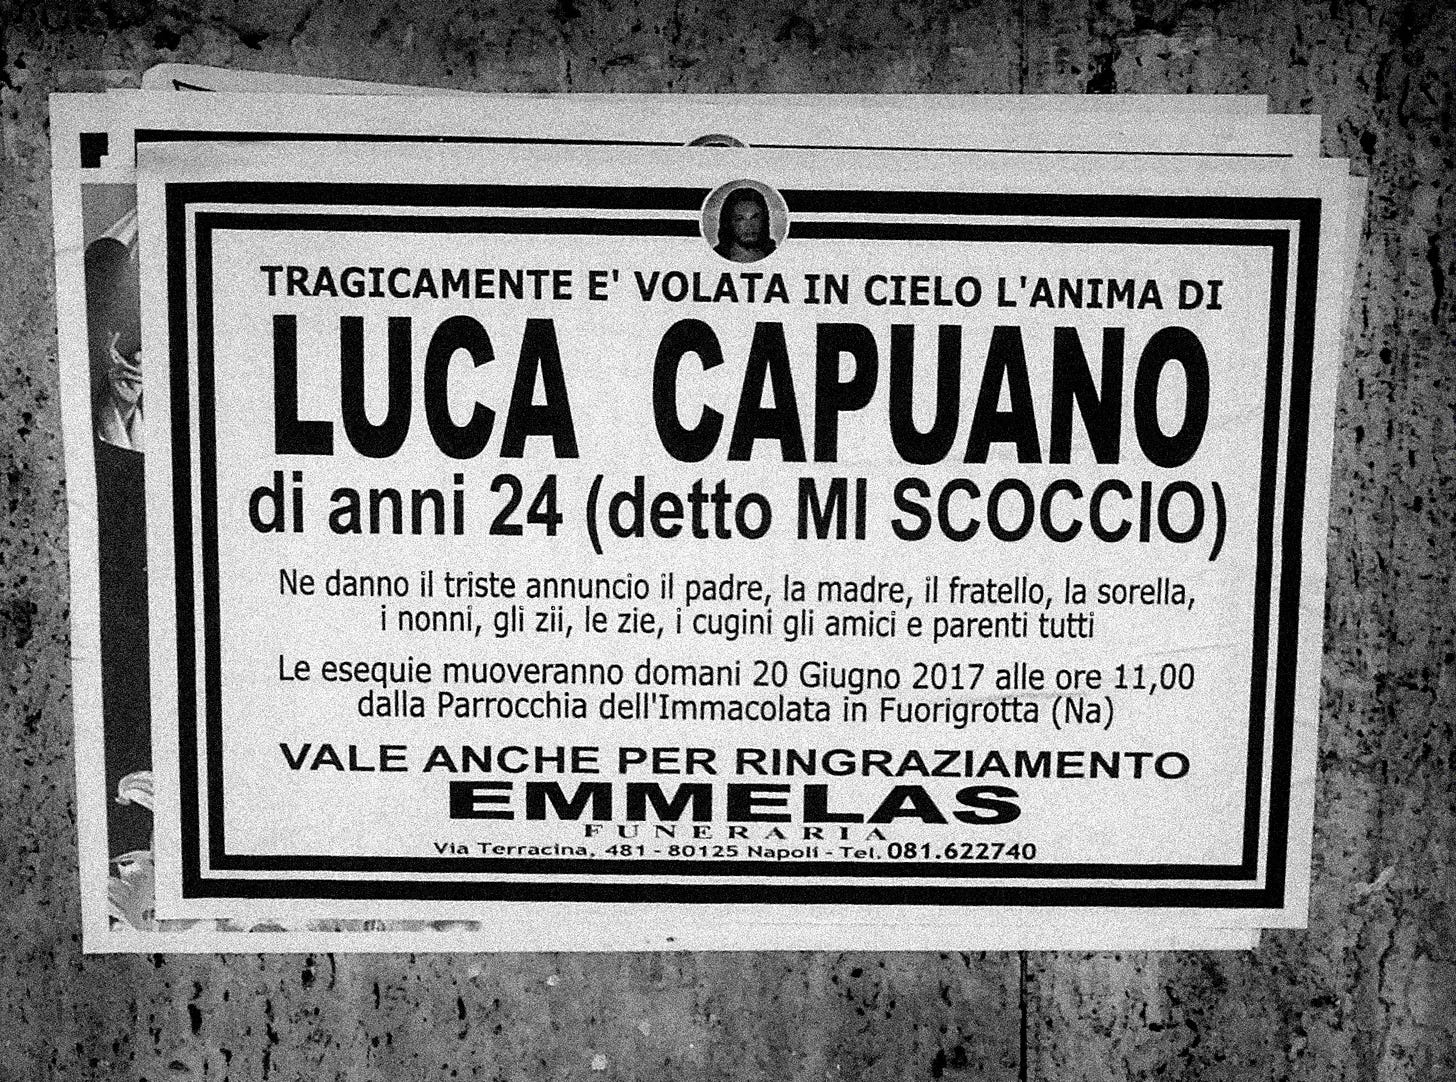 TRAGICAMENTE E' VOLATA IN CIELO L'ANIMA DI
LUCA CAPUANO
di anni 24 (detto MI SCOCCIO)
Ne danno il triste annuncio il padre, la madre, il fratello, la sorella,
i nonni, gli zii, le zie, i cugini gli amici e parenti tutti
Le esequie muoveranno domani 20 Giugno 2017 alle ore 11,00
dalla Parrocchia dell'Immacolata in Fuorigrotta (Na)
VALE ANCHE PER RINGRAZIAMENTO
EMMELAS
FUNERARIA
Via Terracina, 481 - 80125 Napoli - Tel. 081.622740